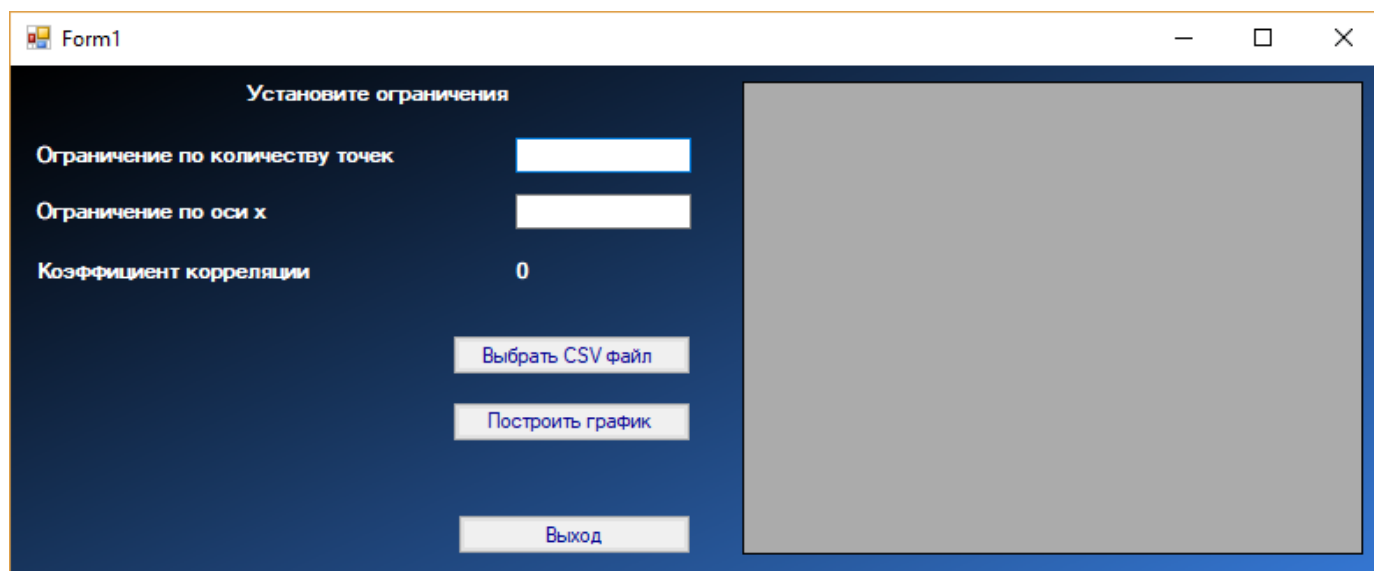 Form1
Установите ограничения
Ограничение по количеству точек
Ограничение по оси x
Коэффициент корреляции 0
Выбрать CSV файл
Построить график
Выход